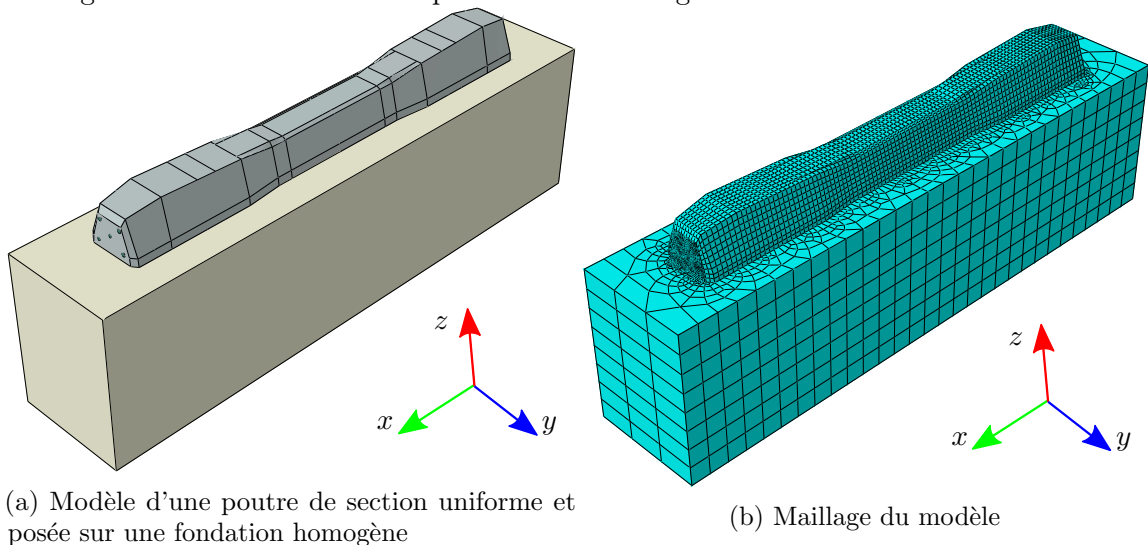 z
x
y
z
x
y
(a) Modèle d'une poutre de section uniforme et
posée sur une fondation homogène
(b) Maillage du modèle